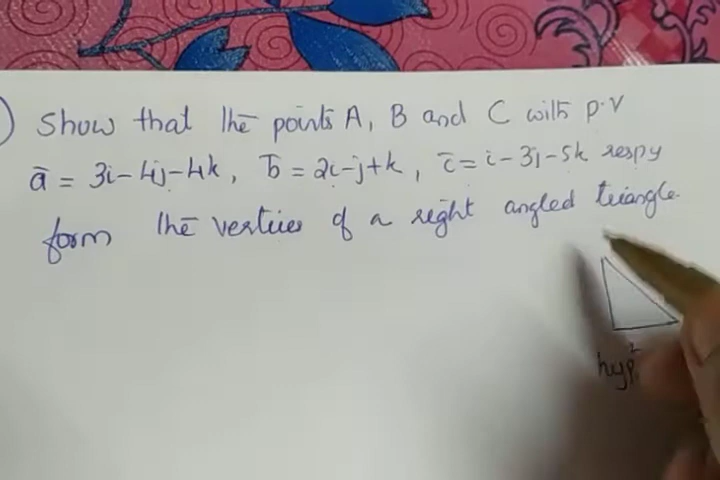 ) Show that the points A, B and C with p.v
a̅ = 3i-4j-4k, b̅ = 2i-j+k, c̅ = i-3j-5k respy
form the vertices of a right angled triangle.
hyp²